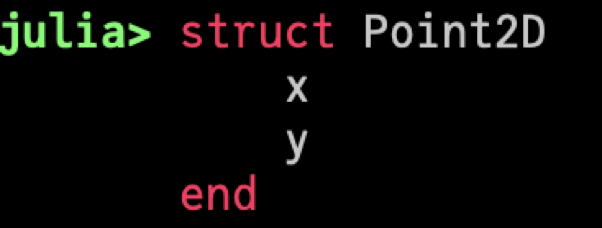 julia> struct Point2D
x
y
end